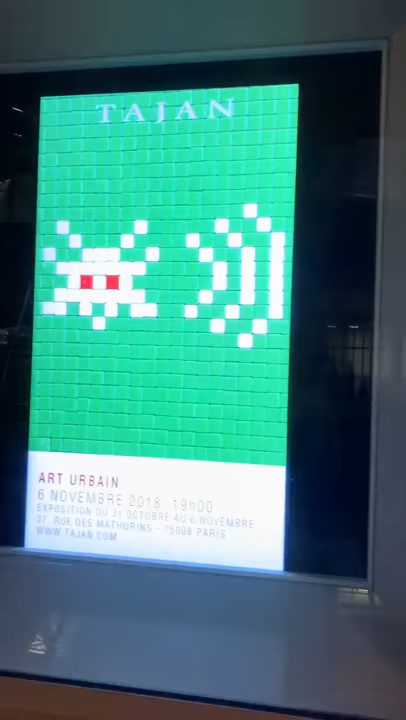 TAJAN
ART URBAIN
6 NOVEMBRE 2018, 19h00
EXPOSITION DU 31 OCTOBRE AU 6 NOVEMBRE
37, RUE DES MATHURINS - 75008 PARIS
WWW.TAJAN.COM